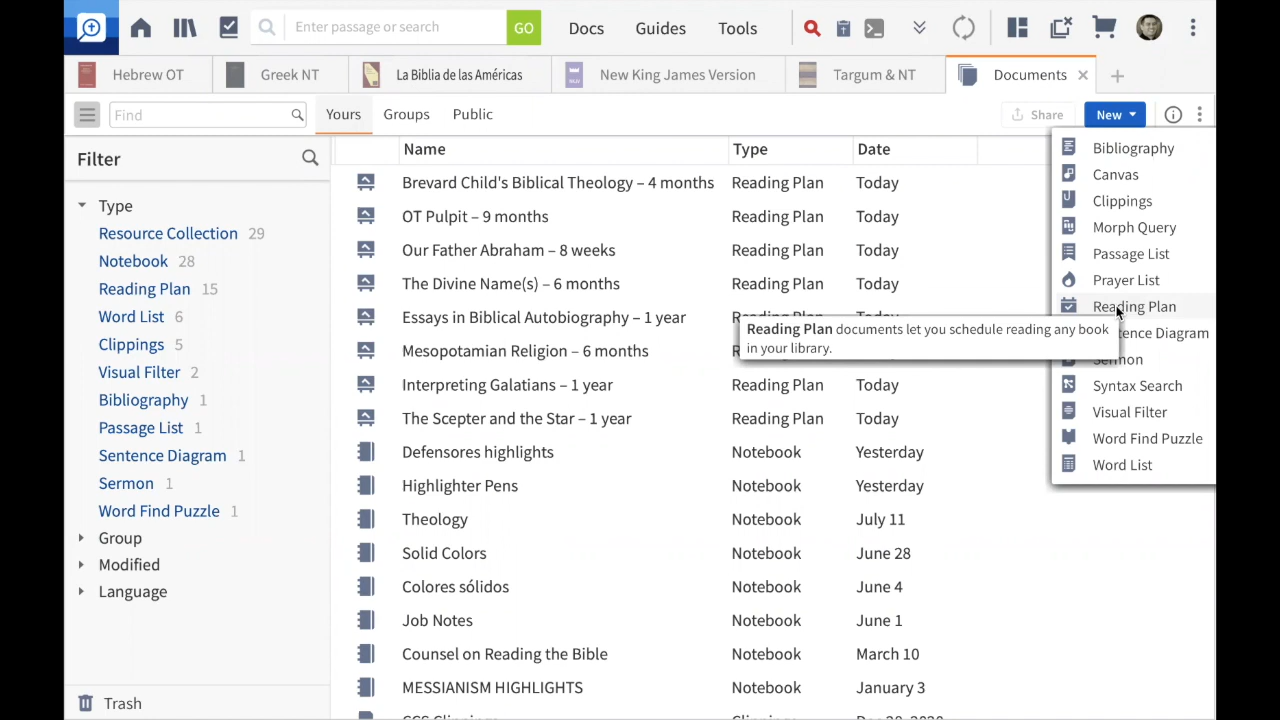 Enter passage or search GO Docs Guides Tools
Hebrew OT Greek NT La Biblia de las Américas New King James Version Targum & NT Documents
Find Yours Groups Public Share New
Filter
Type
Resource Collection 29
Notebook 28
Reading Plan 15
Word List 6
Clippings 5
Visual Filter 2
Bibliography 1
Passage List 1
Sentence Diagram 1
Sermon 1
Word Find Puzzle 1
Group
Modified
Language
Trash
Name Type Date
Brevard Child's Biblical Theology – 4 months Reading Plan Today
OT Pulpit – 9 months Reading Plan Today
Our Father Abraham – 8 weeks Reading Plan Today
The Divine Name(s) – 6 months Reading Plan Today
Essays in Biblical Autobiography – 1 year
Mesopotamian Religion – 6 months
Interpreting Galatians – 1 year Reading Plan Today
The Scepter and the Star – 1 year Reading Plan Today
Defensores highlights Notebook Yesterday
Highlighter Pens Notebook Yesterday
Theology Notebook July 11
Solid Colors Notebook June 28
Colores sólidos Notebook June 4
Job Notes Notebook June 1
Counsel on Reading the Bible Notebook March 10
MESSIANISM HIGHLIGHTS Notebook January 3
Bibliography
Canvas
Clippings
Morph Query
Passage List
Prayer List
Reading Plan
Diagram
Sermon
Syntax Search
Visual Filter
Word Find Puzzle
Word List
Reading Plan documents let you schedule reading any book
in your library.